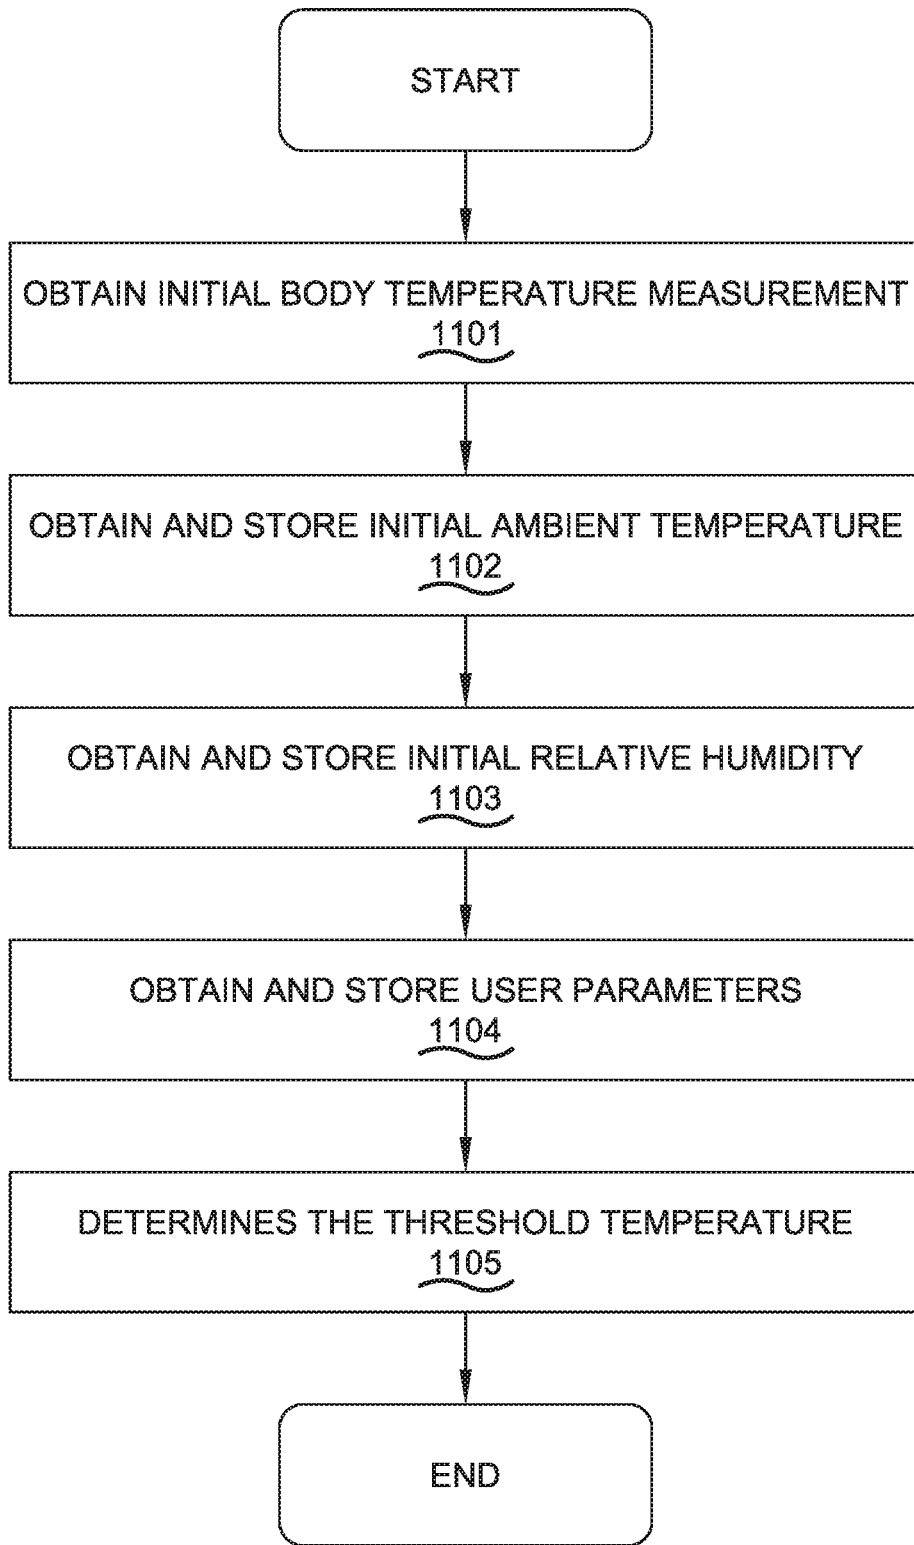 START
OBTAIN INITIAL BODY TEMPERATURE MEASUREMENT
1101
OBTAIN AND STORE INITIAL AMBIENT TEMPERATURE
1102
OBTAIN AND STORE INITIAL RELATIVE HUMIDITY
1103
OBTAIN AND STORE USER PARAMETERS
1104
DETERMINES THE THRESHOLD TEMPERATURE
1105
END